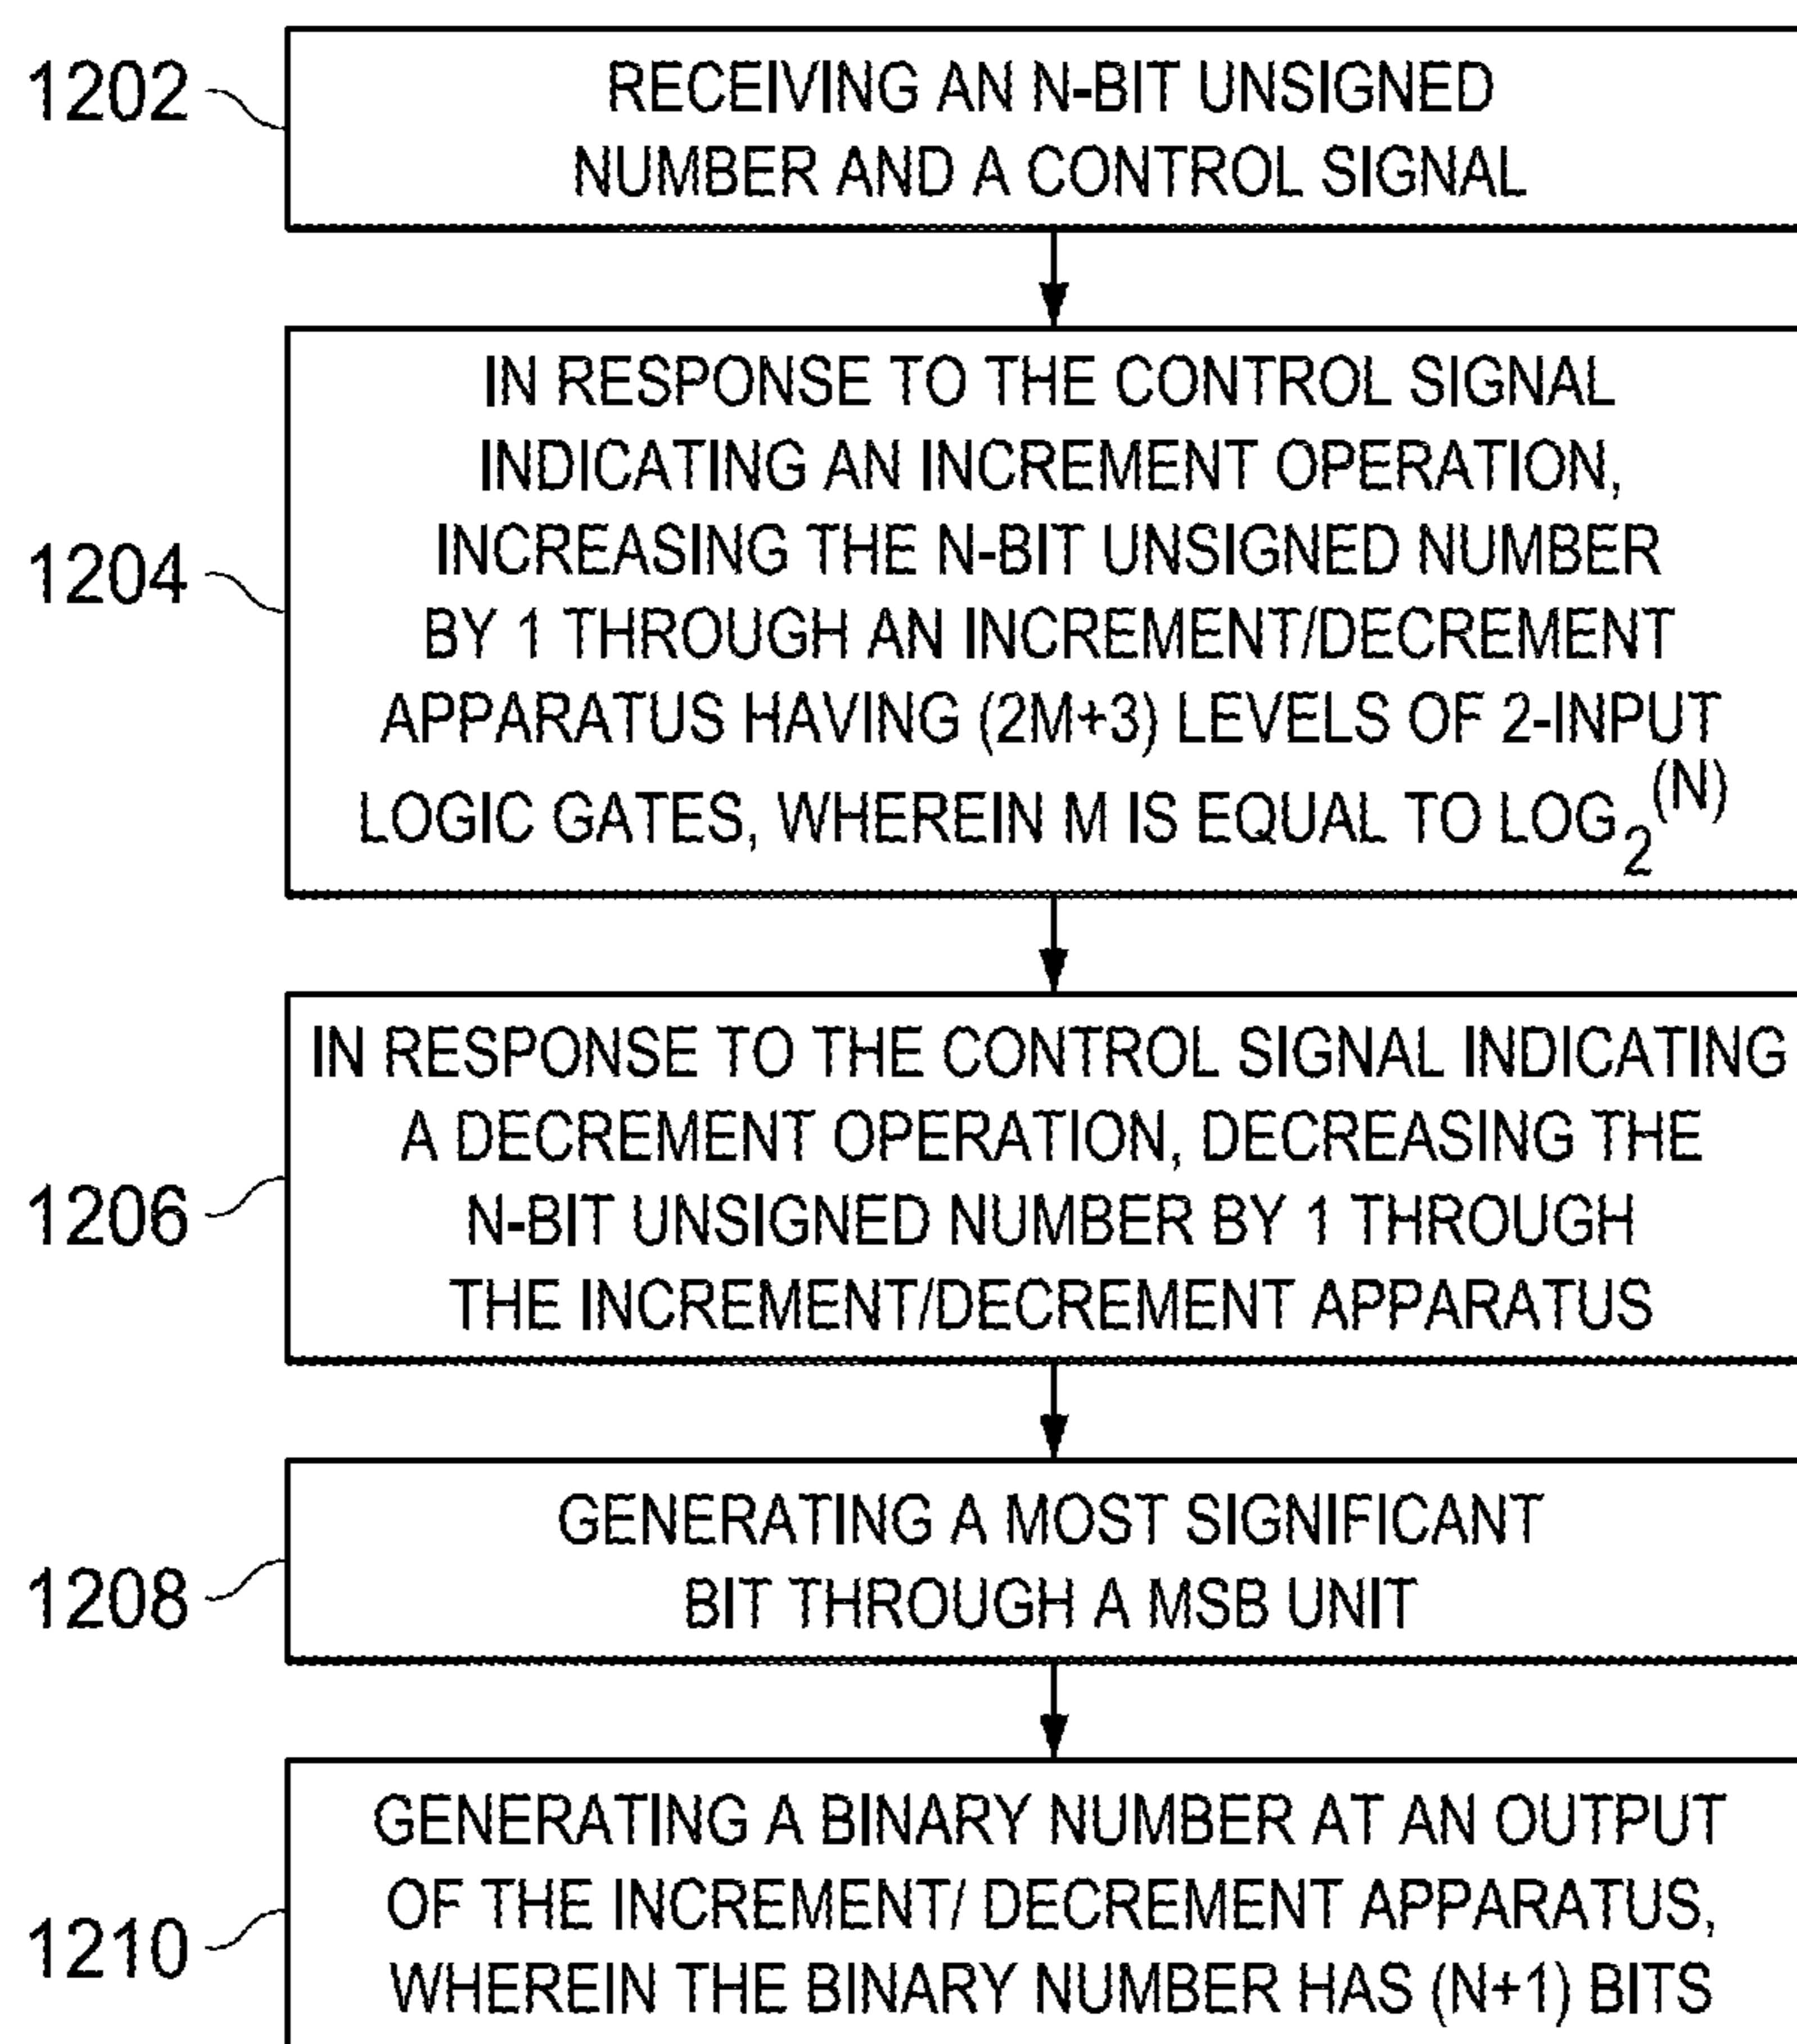 1202
RECEIVING AN N-BIT UNSIGNED
NUMBER AND A CONTROL SIGNAL
1204
IN RESPONSE TO THE CONTROL SIGNAL
INDICATING AN INCREMENT OPERATION,
INCREASING THE N-BIT UNSIGNED NUMBER
BY 1 THROUGH AN INCREMENT/DECREMENT
APPARATUS HAVING (2M+3) LEVELS OF 2-INPUT
LOGIC GATES, WHEREIN M IS EQUAL TO LOG₂⁽ᴺ⁾
1206
IN RESPONSE TO THE CONTROL SIGNAL INDICATING
A DECREMENT OPERATION, DECREASING THE
N-BIT UNSIGNED NUMBER BY 1 THROUGH
THE INCREMENT/DECREMENT APPARATUS
1208
GENERATING A MOST SIGNIFICANT
BIT THROUGH A MSB UNIT
1210
GENERATING A BINARY NUMBER AT AN OUTPUT
OF THE INCREMENT/ DECREMENT APPARATUS,
WHEREIN THE BINARY NUMBER HAS (N+1) BITS